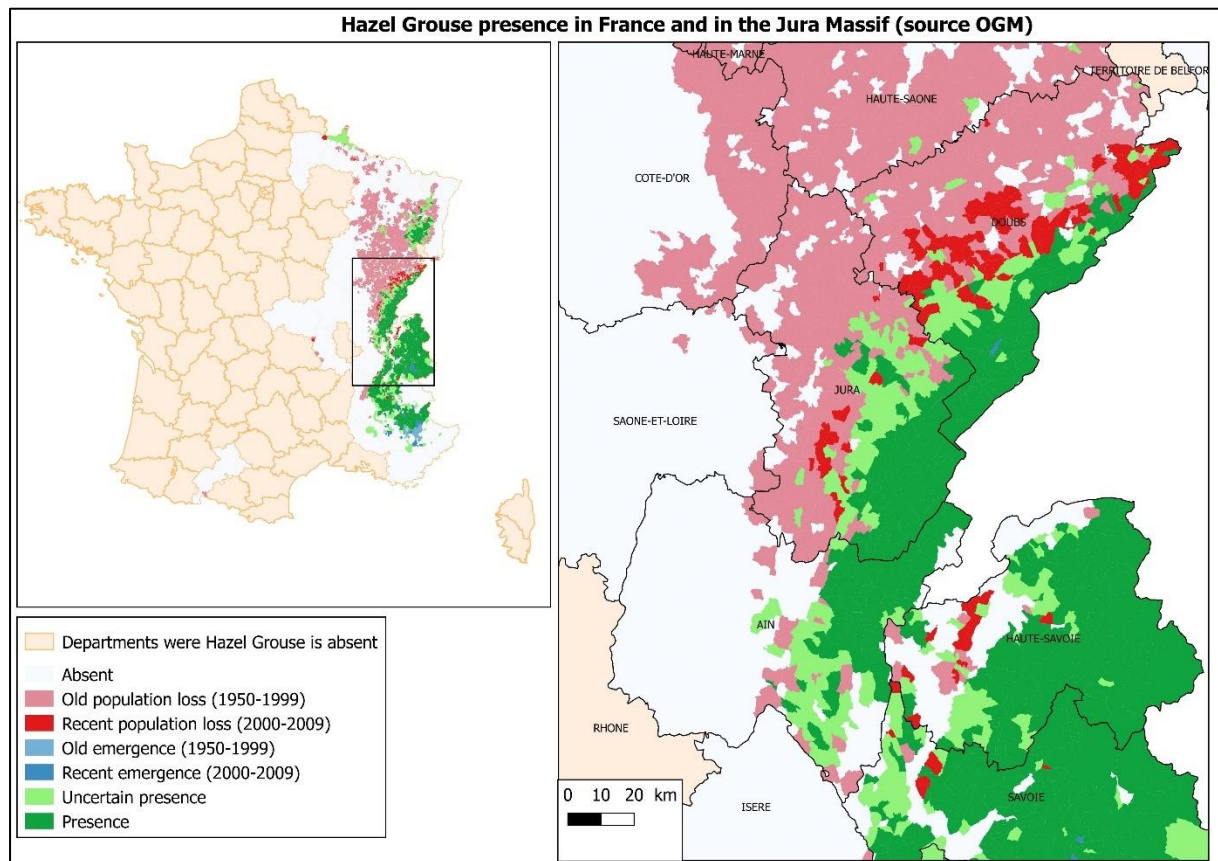 Hazel Grouse presence in France and in the Jura Massif (source OGM)
HAUTE-MARNE
TERRITOIRE DE BELFOR
HAUTE-SAONE
COTE-D'OR
DOUBS
JURA
SAONE-ET-LOIRE
AIN
HAUTE-SAVOIE
RHONE
ISERE
SAVOIE
0 10 20 km
Departments were Hazel Grouse is absent
Absent
Old population loss (1950-1999)
Recent population loss (2000-2009)
Old emergence (1950-1999)
Recent emergence (2000-2009)
Uncertain presence
Presence